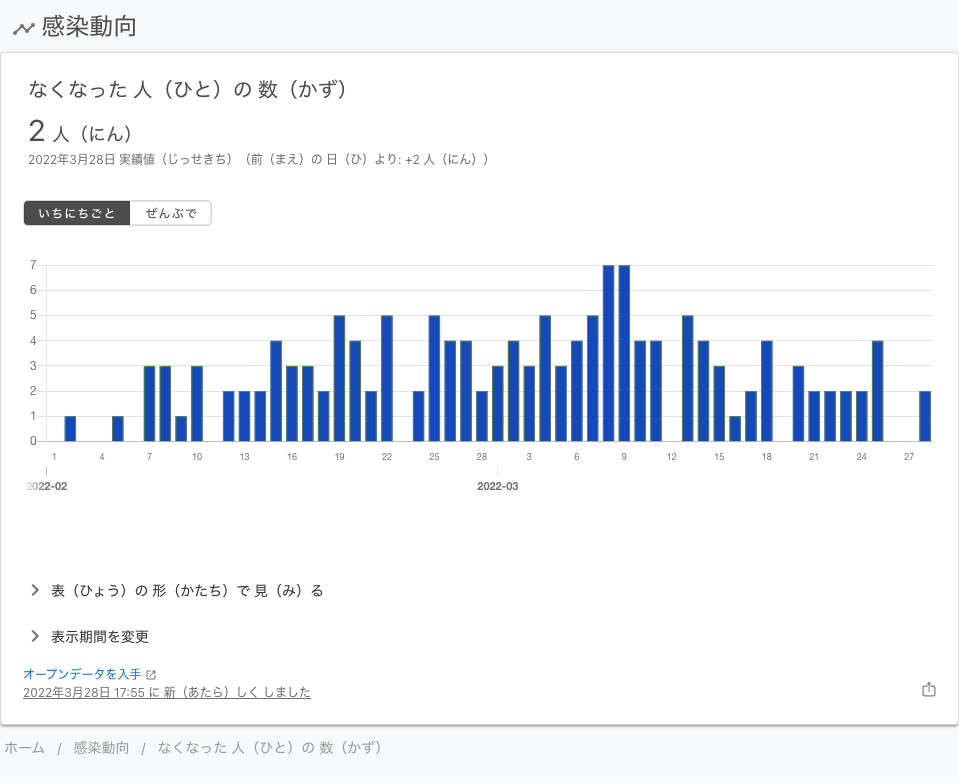 感染動向
なくなった 人（ひと）の 数（かず）
2 人（にん）
2022年3月28日 実績値（じっせきち）（前（まえ）の 日（ひ）より: +2 人（にん））
いちにちごと ぜんぶで
7
6
5
4
3
2
1
0
1 4 7 10 13 16 19 22 25 28 3 6 9 12 15 18 21 24 27
2022-02 2022-03
表（ひょう）の 形（かたち）で 見（み）る
表示期間を変更
オープンデータを入手
2022年3月28日 17:55 に 新（あたら）しく しました
ホーム / 感染動向 / なくなった 人（ひと）の 数（かず）